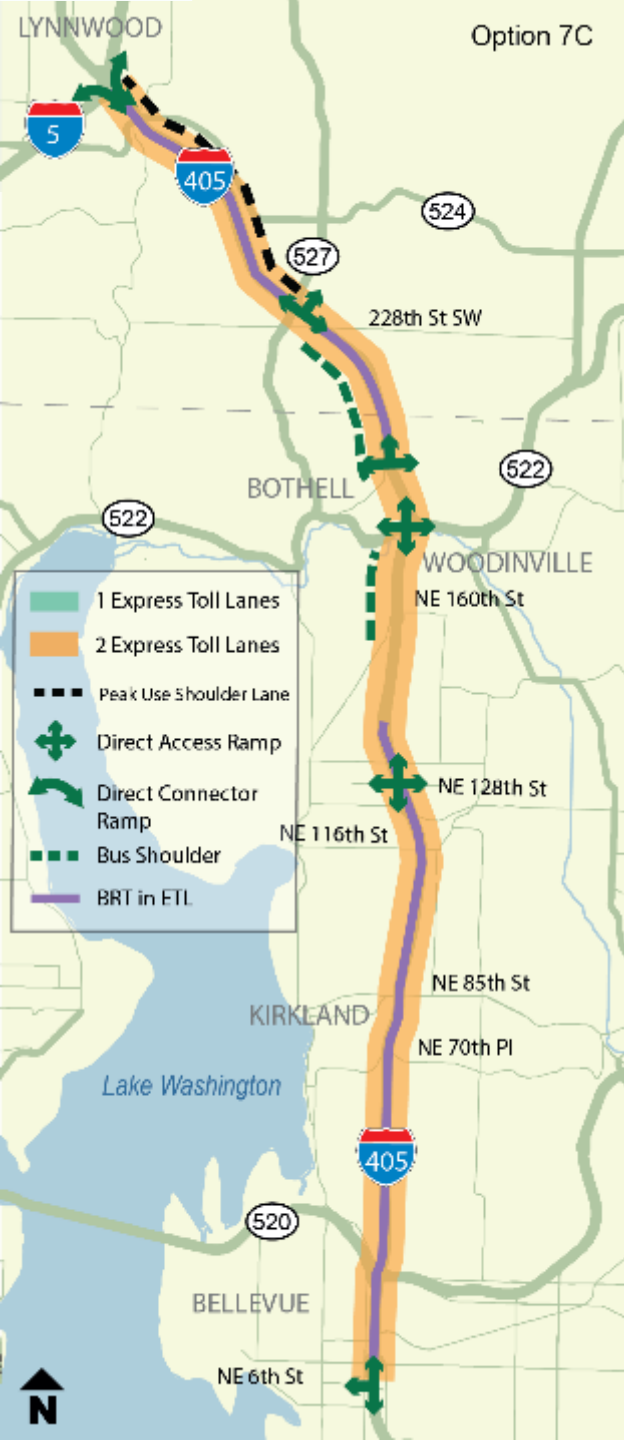 LYNNWOOD
Option 7C
5
405
524
527
228th St SW
BOTHELL
522
522
WOODINVILLE
NE 160th St
1 Express Toll Lanes
2 Express Toll Lanes
Peak Use Shoulder Lane
Direct Access Ramp
Direct Connector
Ramp
Bus Shoulder
BRT in ETL
NE 128th St
NE 116th St
NE 85th St
KIRKLAND
NE 70th Pl
Lake Washington
405
520
BELLEVUE
NE 6th St
N